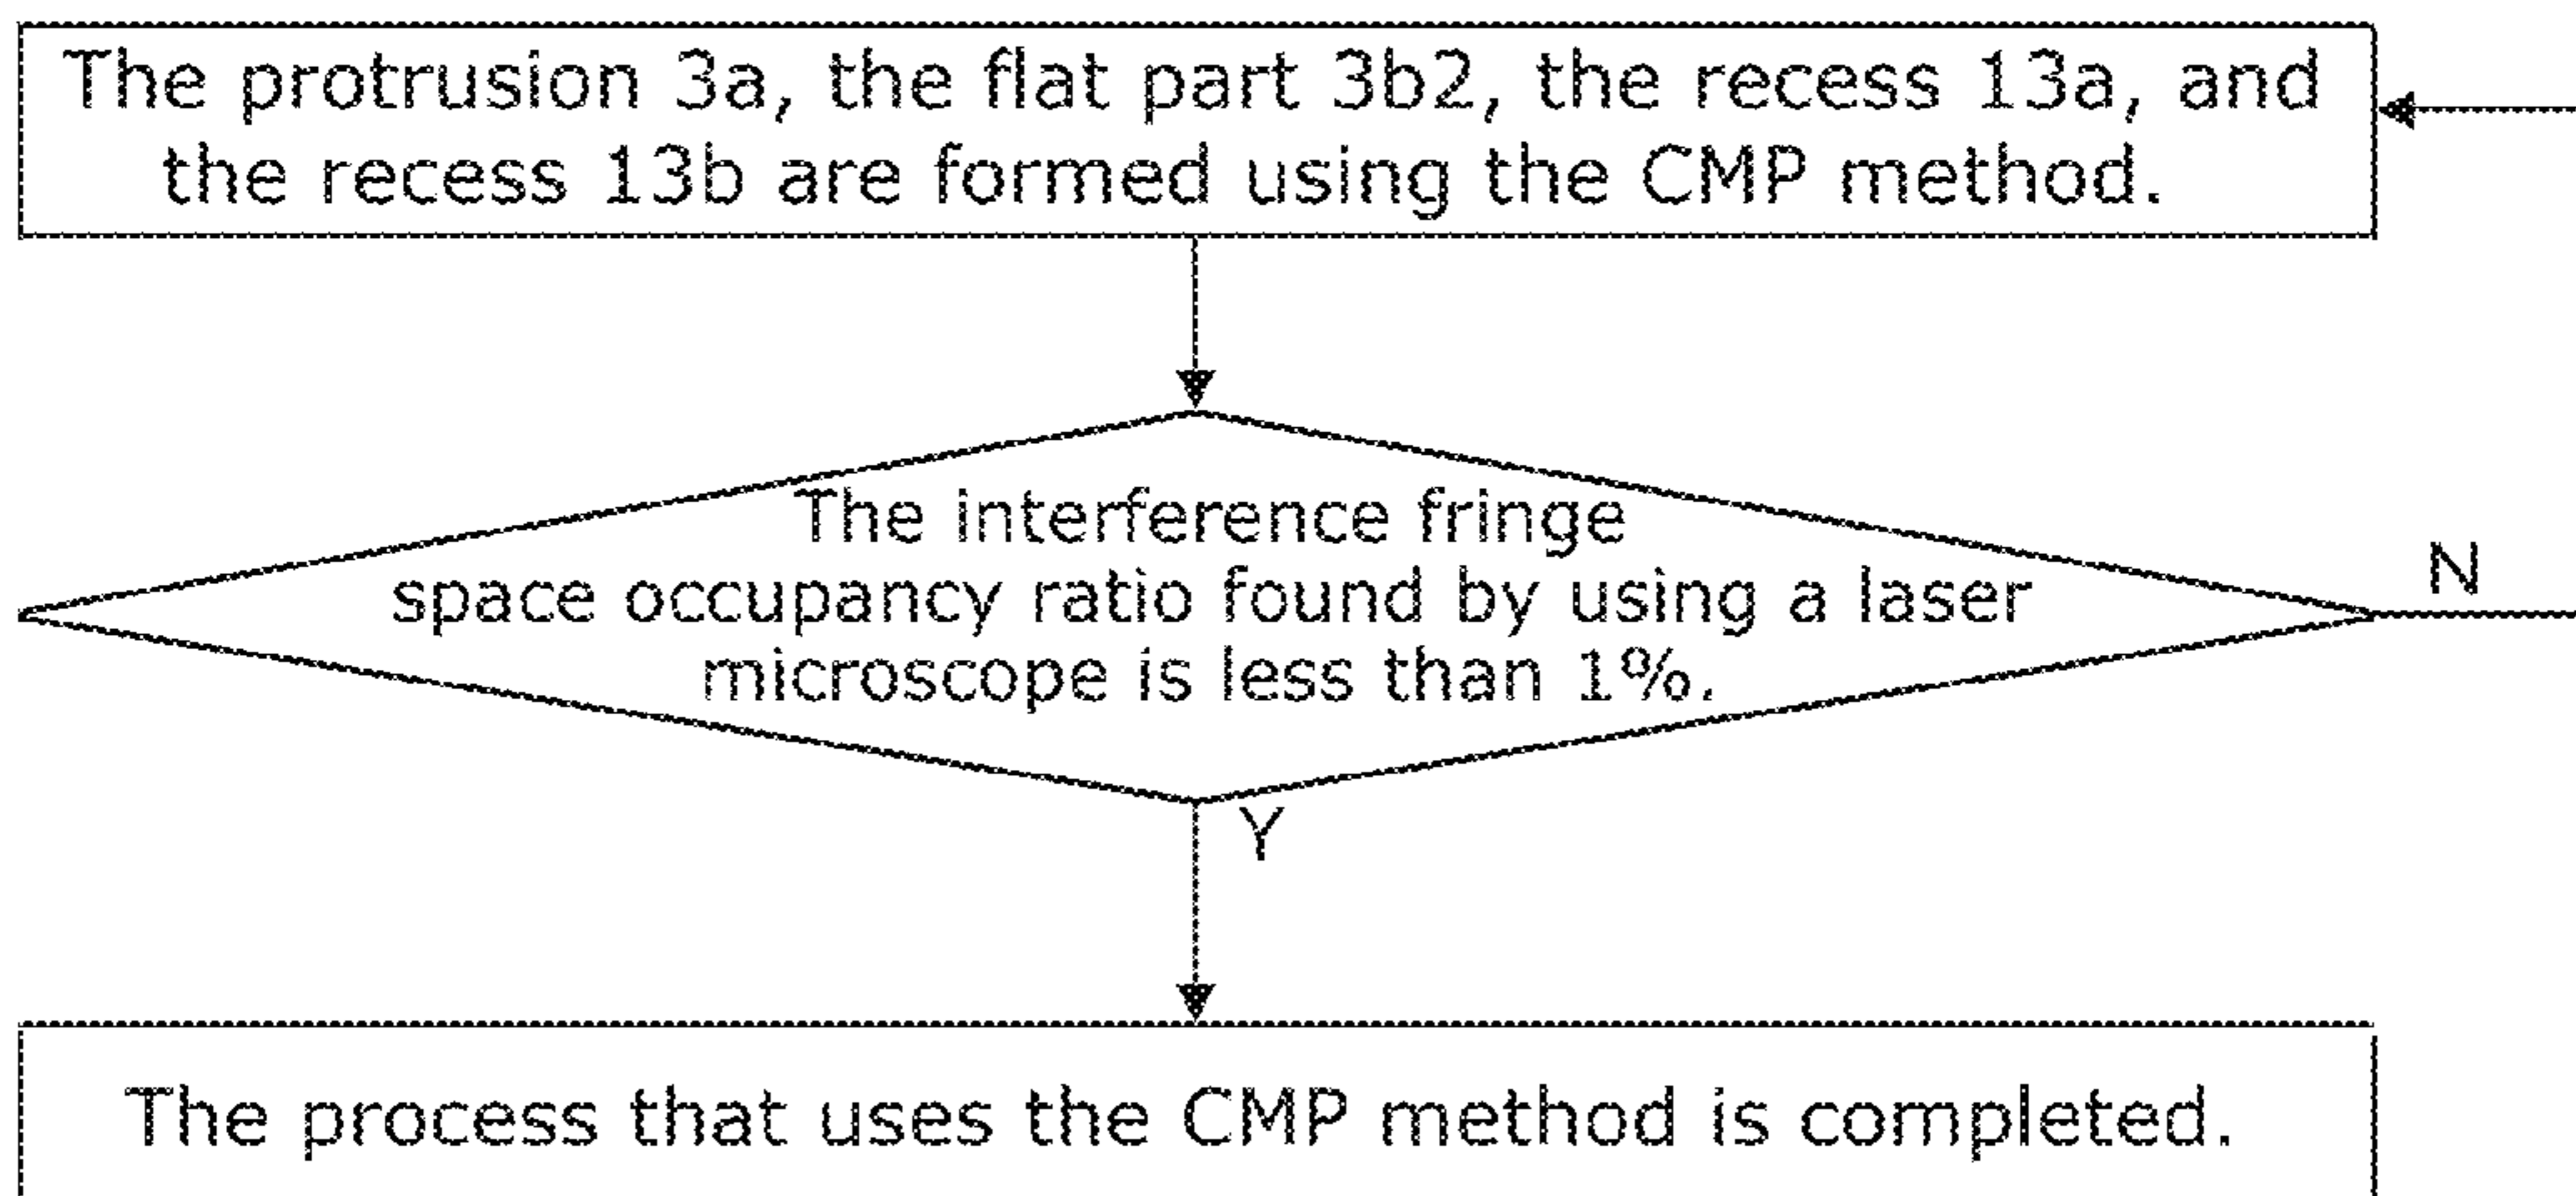 The protrusion 3a, the flat part 3b2, the recess 13a, and
the recess 13b are formed using the CMP method.
The interference fringe
space occupancy ratio found by using a laser
microscope is less than 1%.
N
Y
The process that uses the CMP method is completed.